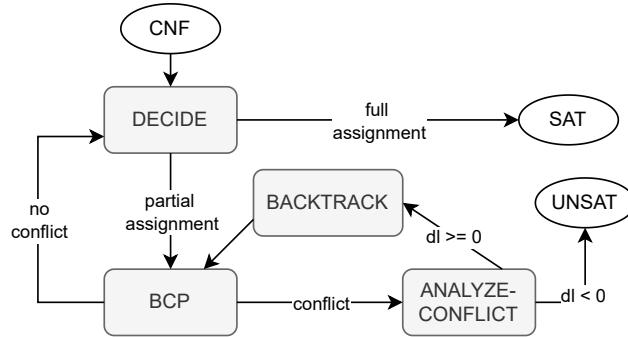 CNF
DECIDE
full
assignment
SAT
no
conflict
partial
assignment
BACKTRACK
UNSAT
dl >= 0
BCP
conflict
ANALYZE-
CONFLICT
dl < 0